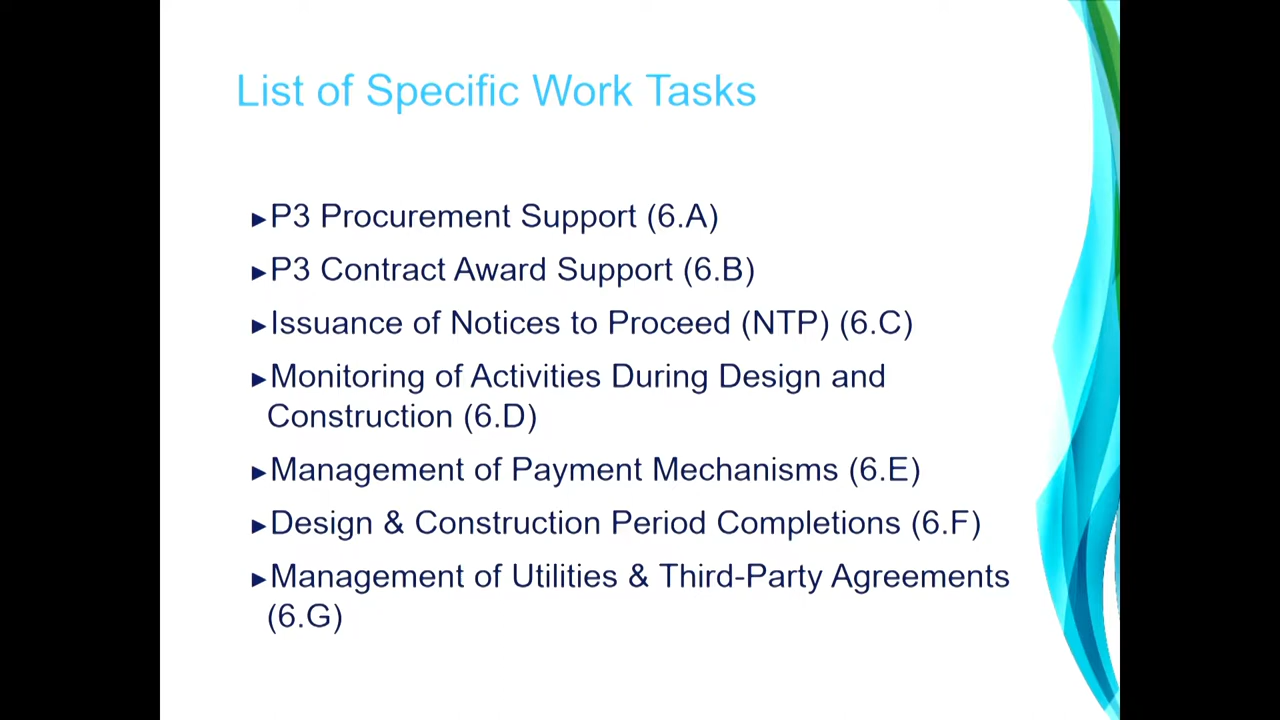 List of Specific Work Tasks
►P3 Procurement Support (6.A)
►P3 Contract Award Support (6.B)
►Issuance of Notices to Proceed (NTP) (6.C)
►Monitoring of Activities During Design and
Construction (6.D)
►Management of Payment Mechanisms (6.E)
►Design & Construction Period Completions (6.F)
►Management of Utilities & Third-Party Agreements
(6.G)